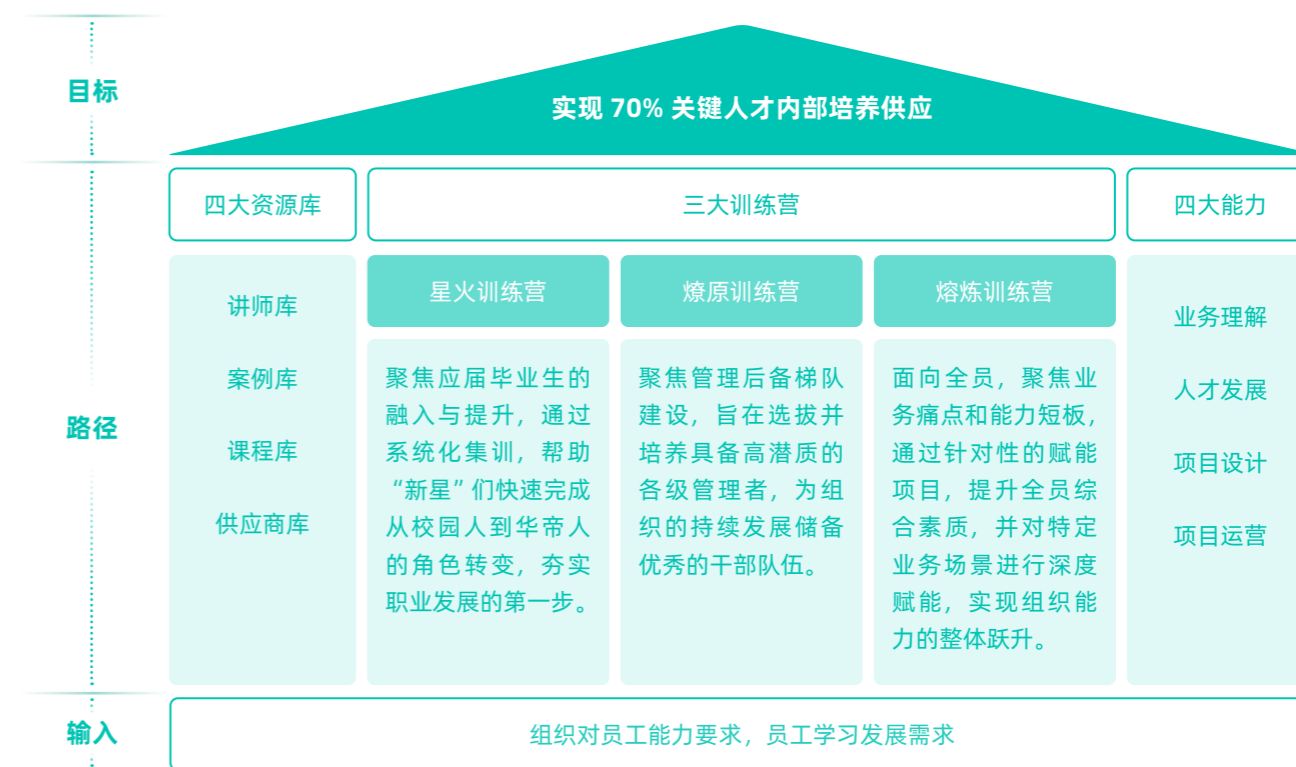 目标
实现 70% 关键人才内部培养供应
路径
四大资源库
讲师库
案例库
课程库
供应商库
三大训练营
星火训练营
聚焦应届毕业生的
融入与提升，通过
系统化集训，帮助
“新星”们快速完成
从校园人到华帝人
的角色转变，夯实
职业发展的第一步。
燎原训练营
聚焦管理后备梯队
建设，旨在选拔并
培养具备高潜质的
各级管理者，为组
织的持续发展储备
优秀的干部队伍。
熔炼训练营
面向全员，聚焦业
务痛点和能力短板，
通过针对性的赋能
项目，提升全员综
合素质，并对特定
业务场景进行深度
赋能，实现组织能
力的整体跃升。
四大能力
业务理解
人才发展
项目设计
项目运营
输入
组织对员工能力要求，员工学习发展需求